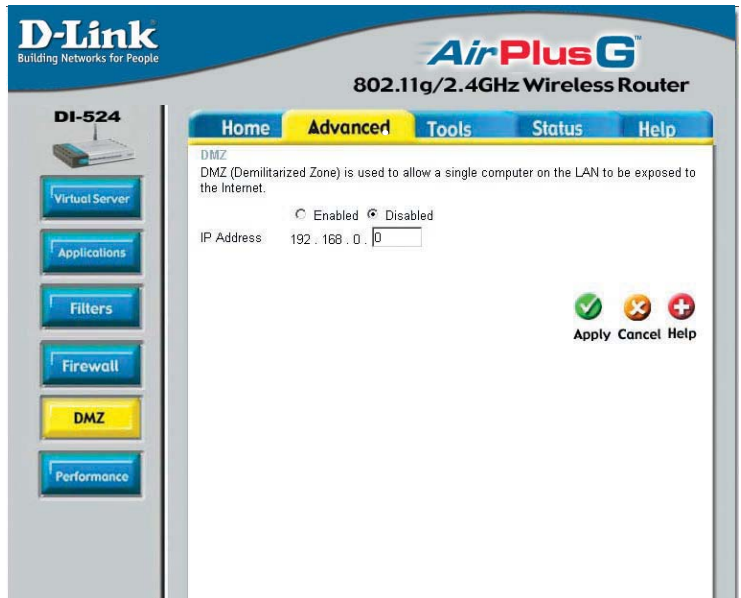 D-Link
Building Networks for People
AirPlus G™
802.11g/2.4GHz Wireless Router
DI-524
Home Advanced Tools Status Help
Virtual Server
Applications
Filters
Firewall
DMZ
Performance
DMZ
DMZ (Demilitarized Zone) is used to allow a single computer on the LAN to be exposed to
the Internet.
Enabled Disabled
IP Address 192 . 168 . 0 . 0
Apply Cancel Help